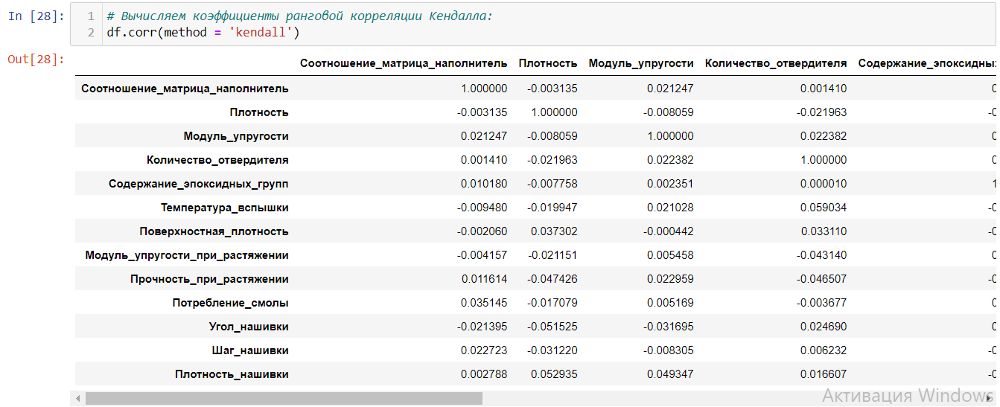 In [28]:
1 # Вычисляем коэффициенты ранговой корреляции Кендалла:
2 df.corr(method = 'kendall')
Out[28]:
Соотношение_матрица_наполнитель Плотность Модуль_упругости Количество_отвердителя Содержание_эпоксидны
Соотношение_матрица_наполнитель 1.000000 -0.003135 0.021247 0.001410 0
Плотность -0.003135 1.000000 -0.008059 -0.021963 -0
Модуль_упругости 0.021247 -0.008059 1.000000 0.022382 0
Количество_отвердителя 0.001410 -0.021963 0.022382 1.000000 0
Содержание_эпоксидных_групп 0.010180 -0.007758 0.002351 0.000010 1
Температура_вспышки -0.009480 -0.019947 0.021028 0.059034 -0
Поверхностная_плотность -0.002060 0.037302 -0.000442 0.033110 -0
Модуль_упругости_при_растяжении -0.004157 -0.021151 0.005458 -0.043140 0
Прочность_при_растяжении 0.011614 -0.047426 0.022959 -0.046507 -0
Потребление_смолы 0.035145 -0.017079 0.005169 -0.003677 0
Угол_нашивки -0.021395 -0.051525 -0.031695 0.024690 0
Шаг_нашивки 0.022723 -0.031220 -0.008305 0.006232 -0
Плотность_нашивки 0.002788 0.052935 0.049347 0.016607 -0
Активация Windows